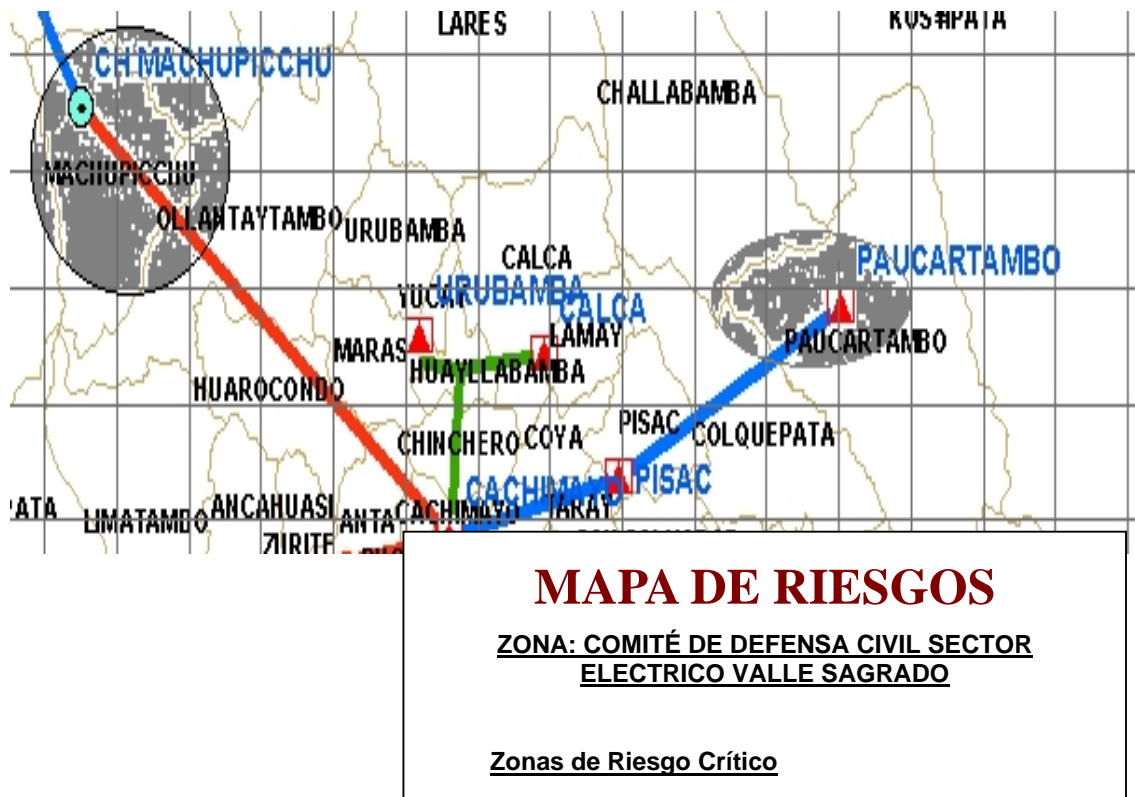 LARES
CH MACHUPICCHU
CHALLABAMBA
MACHUPICCHU
OLLANTAYTAMBO
URUBAMBA
CALCA
PAUCARTAMBO
URUBAMBA
CALCA
LAMAY
MARAS
PAUCARTAMBO
HUAYLLABAMBA
HUAROCONDO
PISAC
COLQUEPATA
CHINCHERO
COYA
CACHIMAYO
PISAC
ANCAHUASI
LIMATAMBO
ANTA
CACHIMAYO
TARAY
ZURITE
MAPA DE RIESGOS
ZONA: COMITÉ DE DEFENSA CIVIL SECTOR
ELECTRICO VALLE SAGRADO
Zonas de Riesgo Crítico